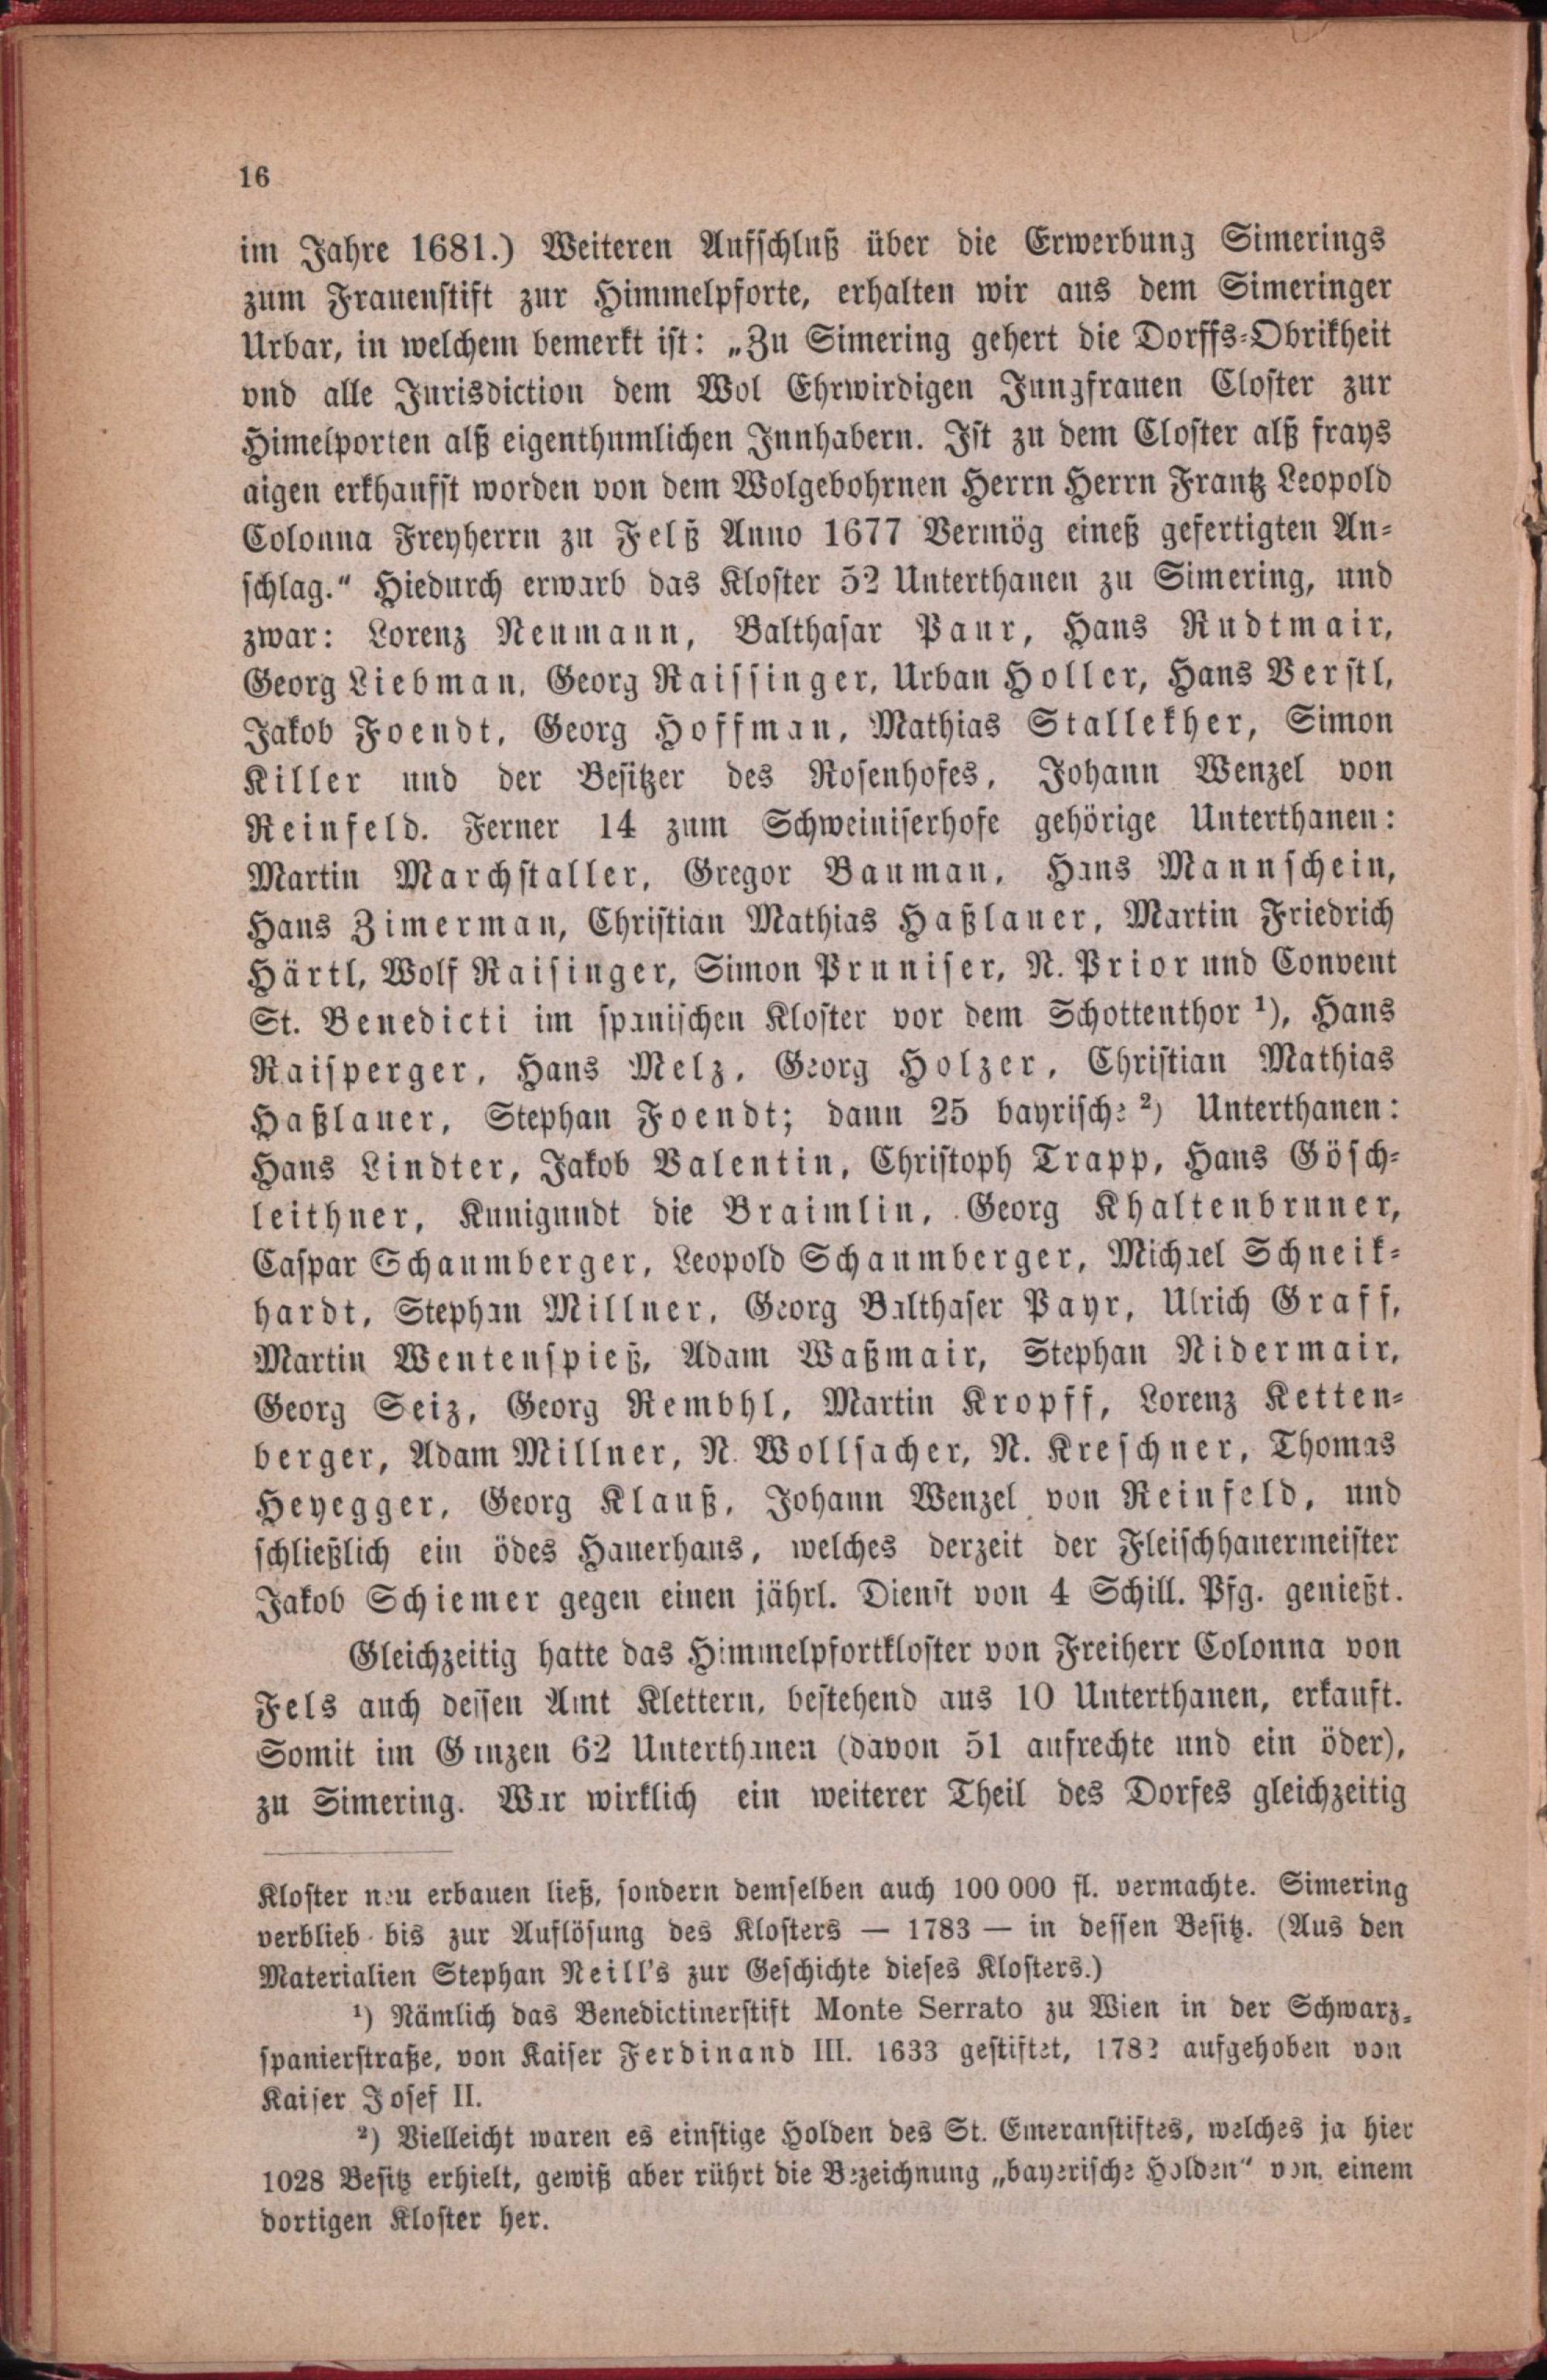 16
im Jahre 1681.) Weiteren Aufschluß über die Erwerbung Simerings
zum Frauenstift zur Himmelpforte, erhalten wir aus dem Simeringer
Urbar, in welchem bemerkt ist: „Zu Simering gehert die Dorffs-Obrikheit
vnd alle Jurisdiction dem Wol Ehrwirdigen Jungfrauen Closter zur
Himelporten alß eigenthumlichen Innhabern. Ist zu dem Closter alß frays
aigen erkhaufft worden von dem Wolgebohrnen Herrn Herrn Frantz Leopold
Colonna Freyherrn zu Felß Anno 1677 Vermög eineß gefertigten An-
schlag.“ Hiedurch erwarb das Kloster 52 Unterthanen zu Simering, und
zwar: Lorenz Neumann, Balthasar Paur, Hans Rudtmair,
Georg Liebman, Georg Raissinger, Urban Holler, Hans Verstl,
Jakob Foendt, Georg Hoffman, Mathias Stallekher, Simon
Killer und der Besitzer des Rosenhofes, Johann Wenzel von
Reinfeld. Ferner 14 zum Schweiniserhofe gehörige Unterthanen:
Martin Marchstaller, Gregor Bauman, Hans Mannschein,
Hans Zimerman, Christian Mathias Haßlauer, Martin Friedrich
Härtl, Wolf Raisinger, Simon Pruniser, N. Prior und Convent
St. Benedicti im spanischen Kloster vor dem Schottenthor ¹), Hans
Raisperger, Hans Melz, Georg Holzer, Christian Mathias
Haßlauer, Stephan Foendt; dann 25 bayrische ²) Unterthanen:
Hans Lindter, Jakob Valentin, Christoph Trapp, Hans Gösch-
leithner, Kunigundt die Braimlin, Georg Khaltenbruner,
Caspar Schaumberger, Leopold Schaumberger, Michael Schneik-
hardt, Stephan Millner, Georg Balthaser Payr, Ulrich Graff,
Martin Wentenspieß, Adam Waßmair, Stephan Nidermair,
Georg Seiz, Georg Rembhl, Martin Kropff, Lorenz Ketten-
berger, Adam Millner, N. Wollsacher, N. Kreschner, Thomas
Heyegger, Georg Klauß, Johann Wenzel von Reinfeld, und
schließlich ein ödes Hauerhaus, welches derzeit der Fleischhauermeister
Jakob Schiemer gegen einen jährl. Dienst von 4 Schill. Pfg. genießt.
Gleichzeitig hatte das Himmelpfortkloster von Freiherr Colonna von
Fels auch dessen Amt Klettern, bestehend aus 10 Unterthanen, erkauft.
Somit im Ganzen 62 Unterthanen (davon 51 aufrechte und ein öder),
zu Simering. War wirklich ein weiterer Theil des Dorfes gleichzeitig
Kloster neu erbauen ließ, sondern demselben auch 100 000 fl. vermachte. Simering
verblieb bis zur Auflösung des Klosters — 1783 — in dessen Besitz. (Aus den
Materialien Stephan Neill's zur Geschichte dieses Klosters.)
¹) Nämlich das Benedictinerstift Monte Serrato zu Wien in der Schwarz-
spanierstraße, von Kaiser Ferdinand III. 1633 gestiftet, 1782 aufgehoben von
Kaiser Josef II.
²) Vielleicht waren es einstige Holden des St. Emeranstiftes, welches ja hier
1028 Besitz erhielt, gewiß aber rührt die Bezeichnung „bayerische Holden“ von einem
dortigen Kloster her.